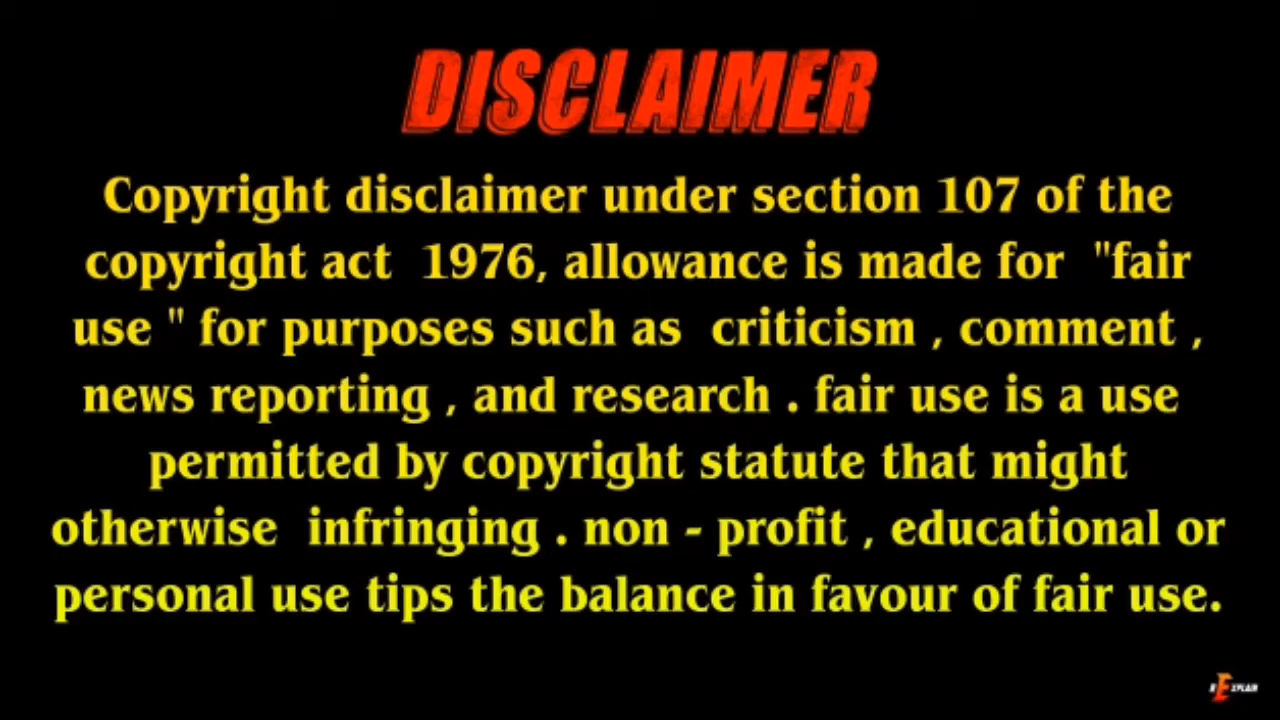 DISCLAIMER
Copyright disclaimer under section 107 of the
copyright act 1976, allowance is made for "fair
use " for purposes such as criticism , comment ,
news reporting , and research . fair use is a use
permitted by copyright statute that might
otherwise infringing . non - profit , educational or
personal use tips the balance in favour of fair use.